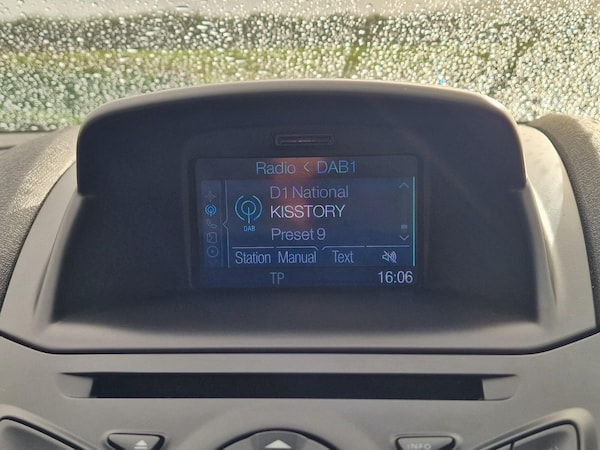 Radio < DAB1
D1 National
KISSTORY
DAB
Preset 9
Station Manual Text
TP 16:06
INFO